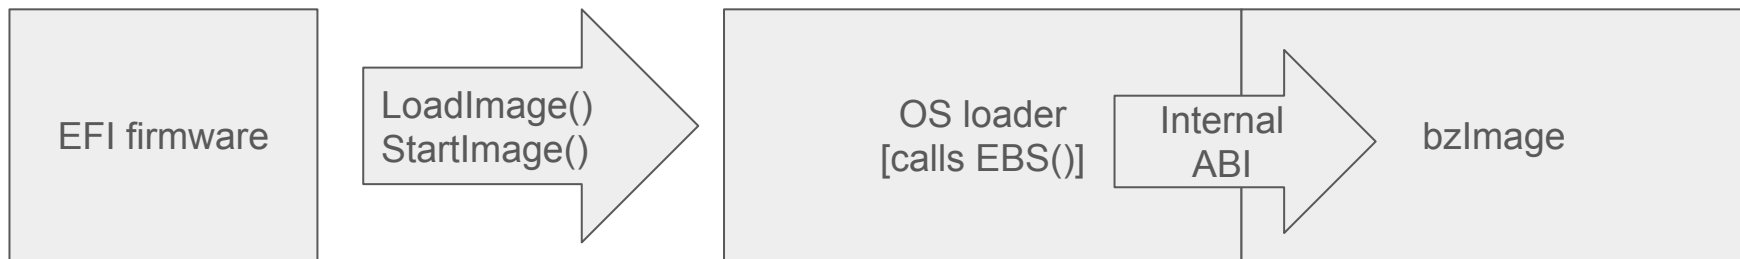 EFI firmware
LoadImage()
StartImage()
OS loader
[calls EBS()]
Internal
ABI
bzImage